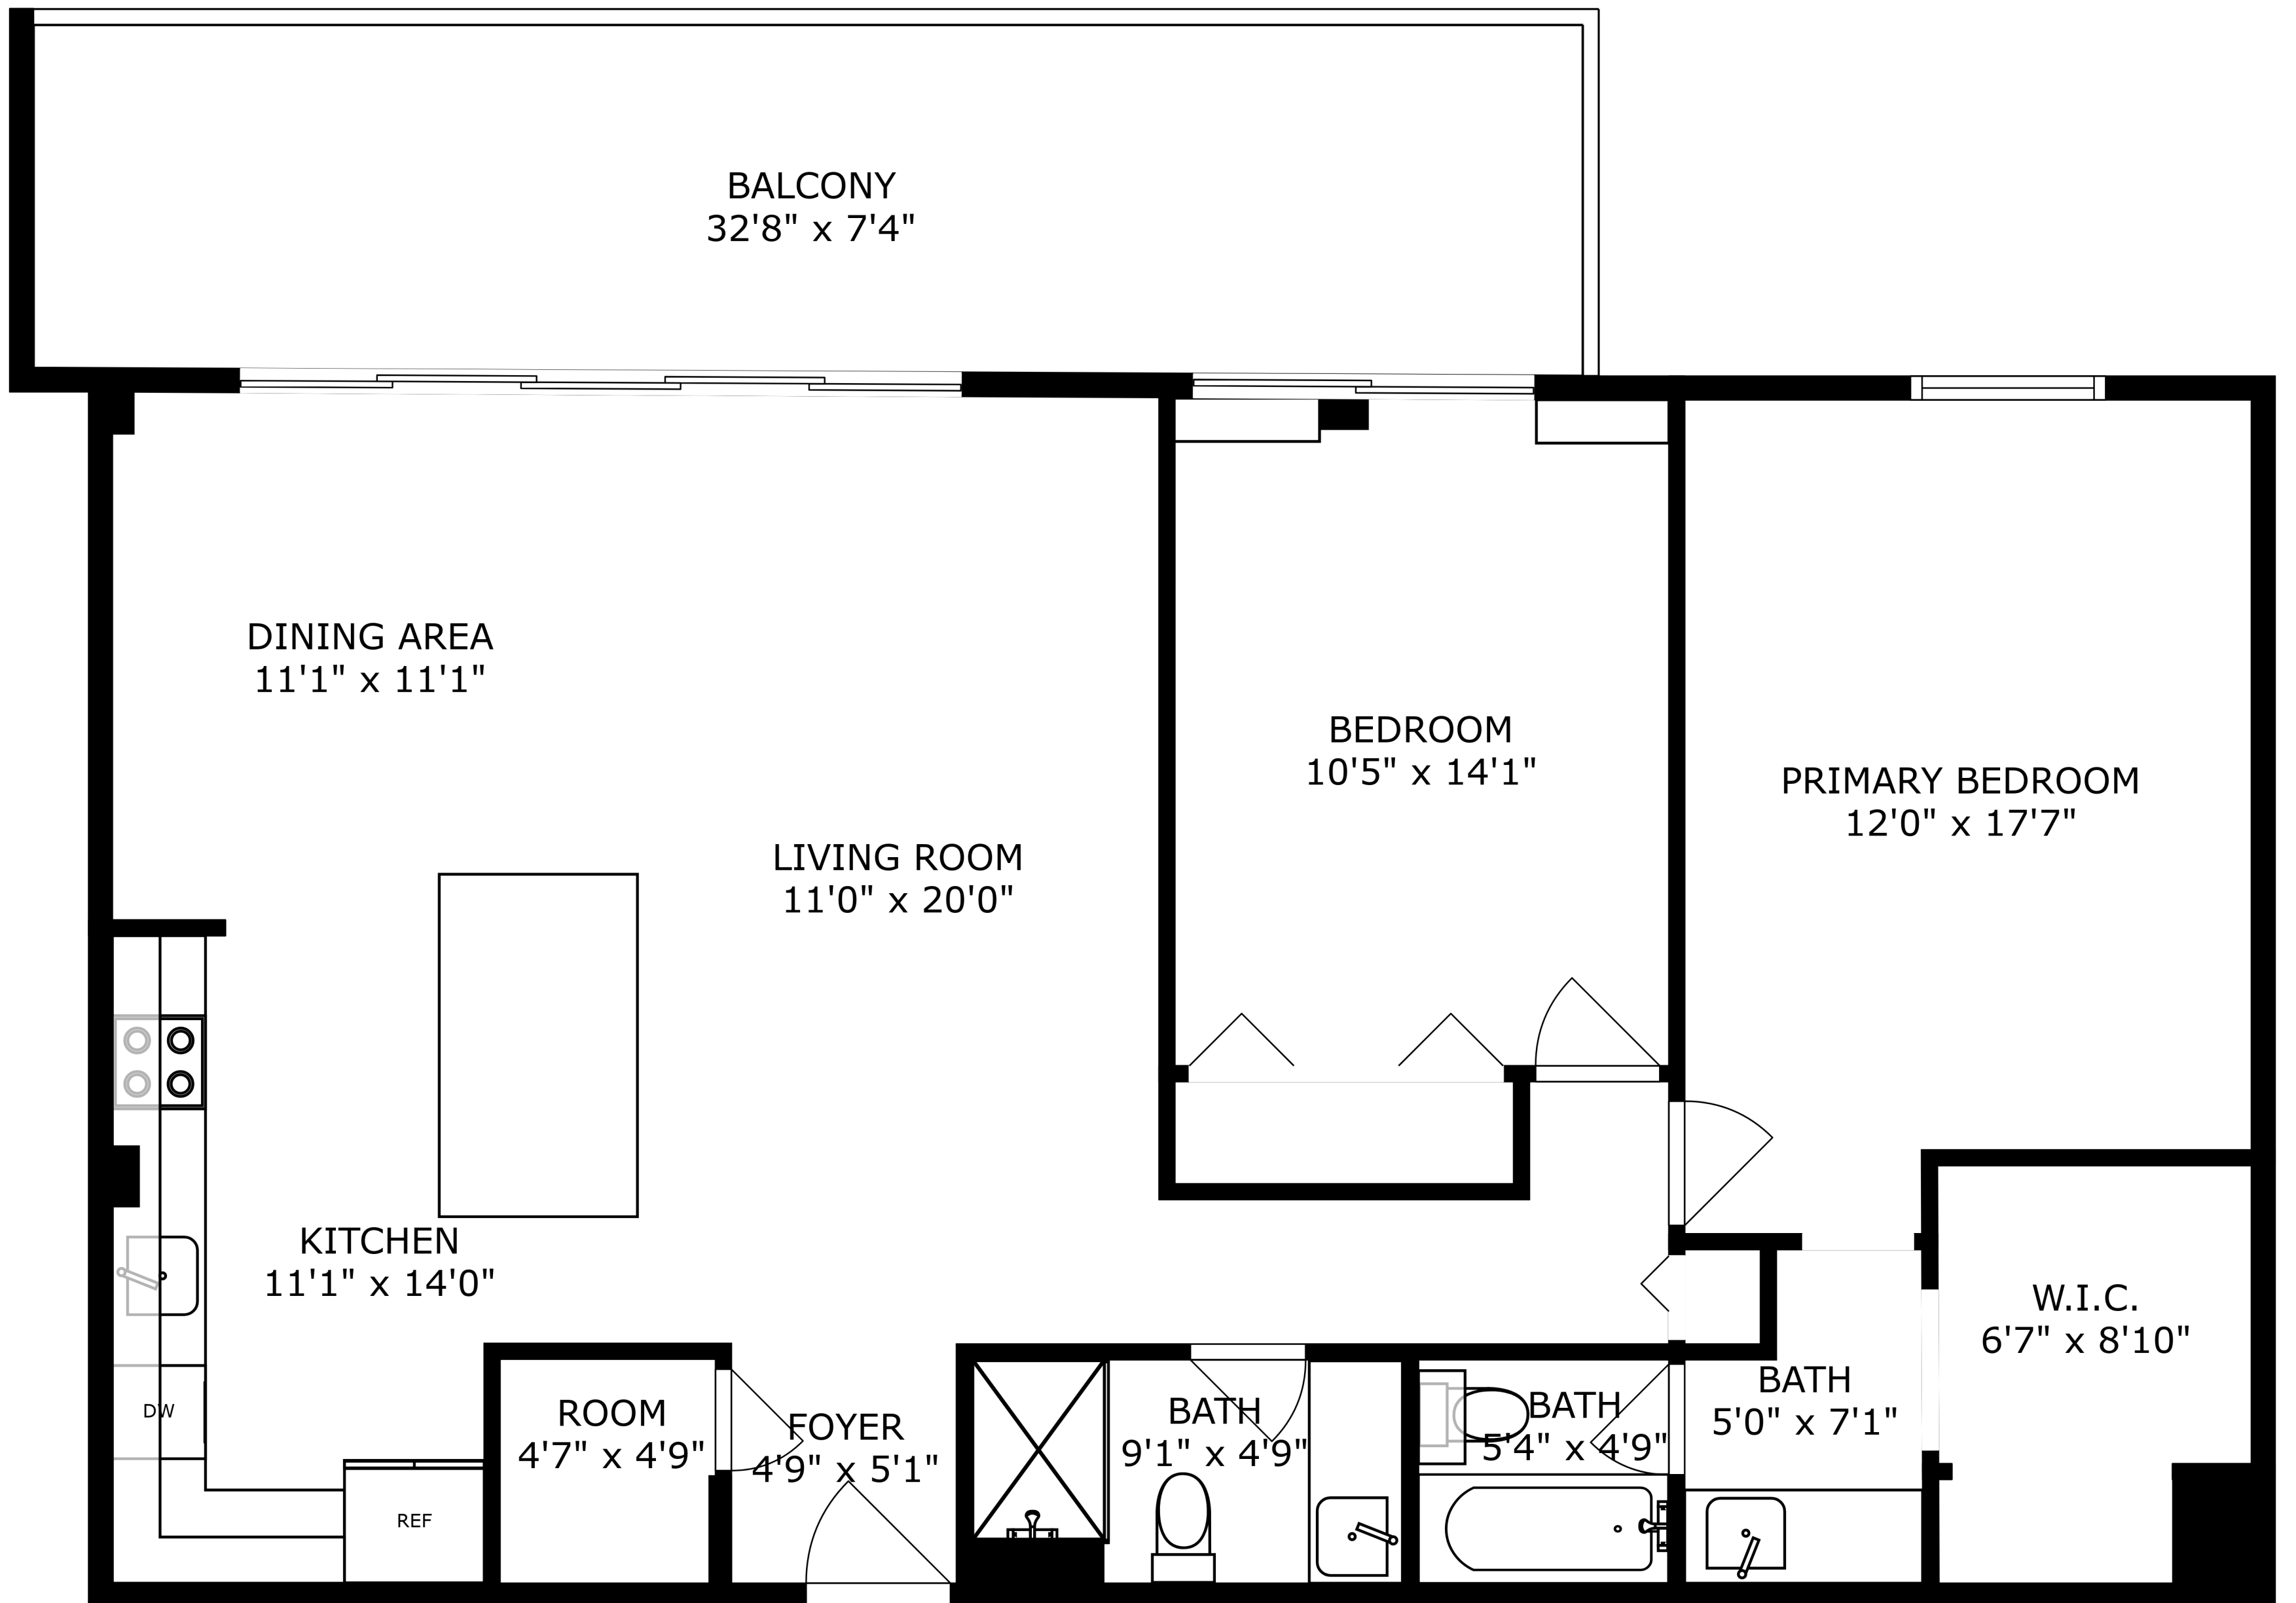 BALCONY
32'8" x 7'4"
DINING AREA
11'1" x 11'1"
BEDROOM
10'5" x 14'1"
PRIMARY BEDROOM
12'0" x 17'7"
LIVING ROOM
11'0" x 20'0"
KITCHEN
11'1" x 14'0"
W.I.C.
6'7" x 8'10"
BATH
5'0" x 7'1"
ROOM
4'7" x 4'9"
FOYER
4'9" x 5'1"
BATH
9'1" x 4'9"
BATH
5'4" x 4'9"
DW
REF